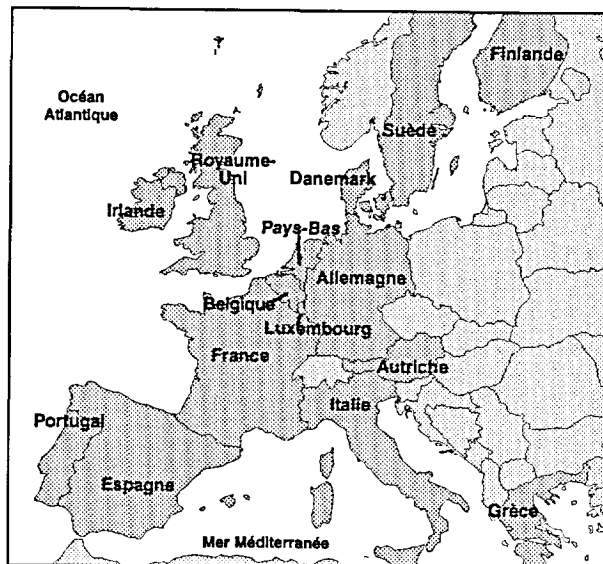 Finlande
Océan
Atlantique
Suède
Royaume-
Uni
Danemark
Irlande
Pays-Bas
Allemagne
Belgique
Luxembourg
France
Autriche
Italie
Portugal
Espagne
Grèce
Mer Méditerranée